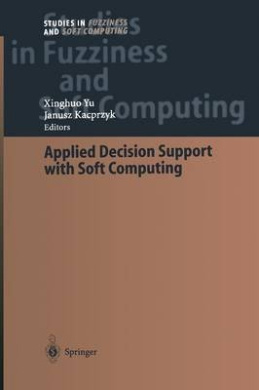 STUDIES IN FUZZINESS
AND SOFT COMPUTING
Studies
in Fuzziness
and
Soft Computing
Xinghuo Yu
Janusz Kacprzyk
Editors
Applied Decision Support
with Soft Computing
Springer